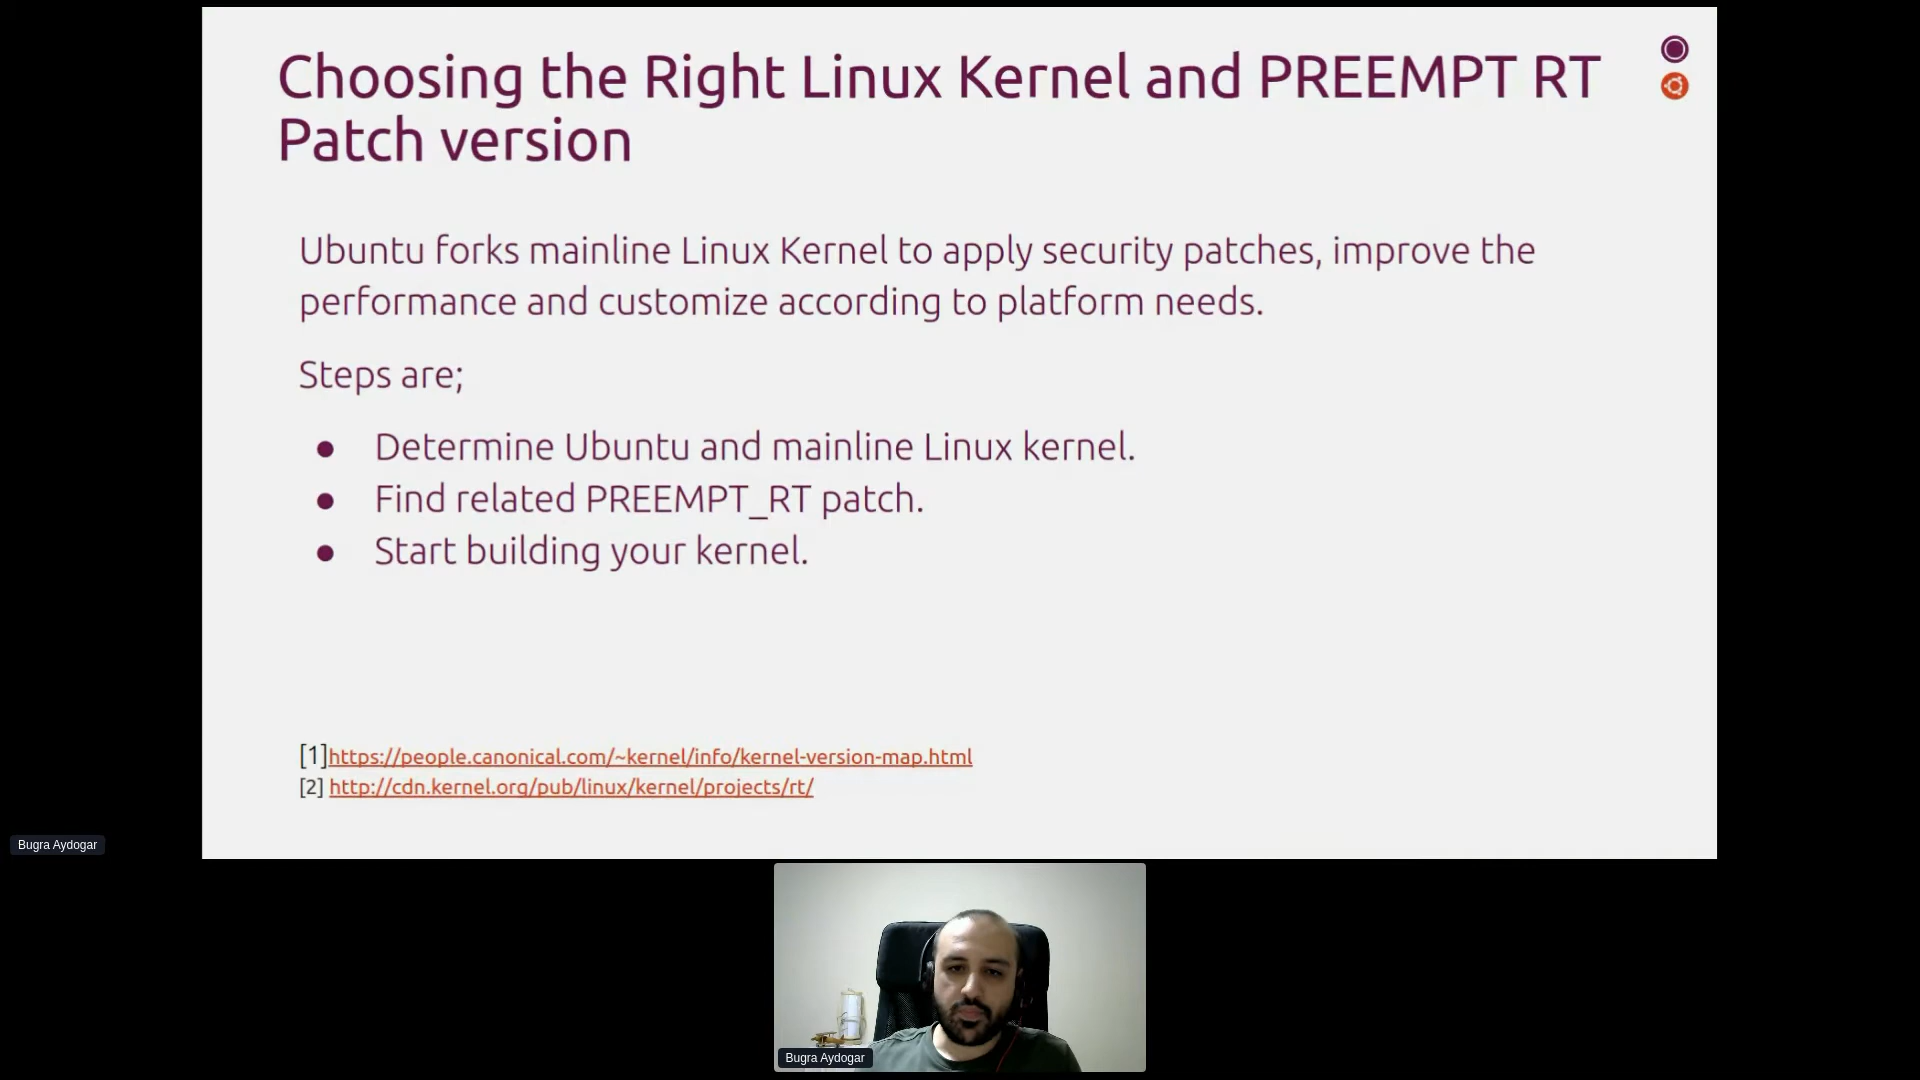 Choosing the Right Linux Kernel and PREEMPT RT
Patch version
Ubuntu forks mainline Linux Kernel to apply security patches, improve the
performance and customize according to platform needs.
Steps are;
● Determine Ubuntu and mainline Linux kernel.
● Find related PREEMPT_RT patch.
● Start building your kernel.
[1]https://people.canonical.com/~kernel/info/kernel-version-map.html
[2] http://cdn.kernel.org/pub/linux/kernel/projects/rt/
Bugra Aydogar
Bugra Aydogar